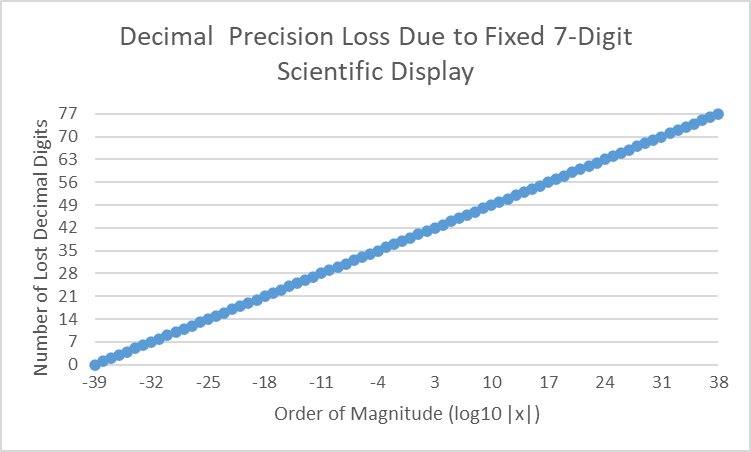 Decimal  Precision Loss Due to Fixed 7-Digit
Scientific Display
Number of Lost Decimal Digits
77
70
63
56
49
42
35
28
21
14
7
0
-39 -32 -25 -18 -11 -4 3 10 17 24 31 38
Order of Magnitude (log10 |x|)